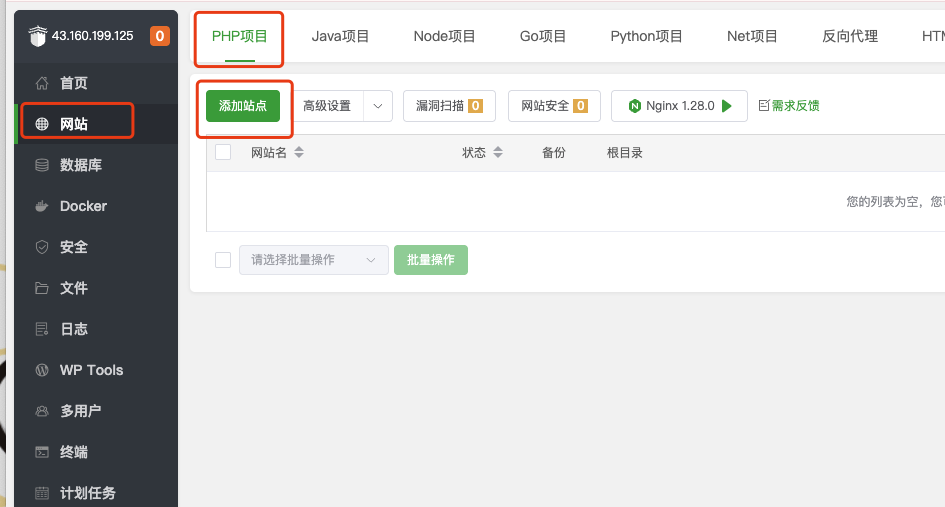 43.160.199.125 0
PHP项目 Java项目 Node项目 Go项目 Python项目 Net项目 反向代理
首页
网站
数据库
Docker
安全
文件
日志
WP Tools
多用户
终端
计划任务
添加站点 高级设置 漏洞扫描 0 网站安全 0 Nginx 1.28.0 需求反馈
网站名 状态 备份 根目录
您的列表为空，您
请选择批量操作 批量操作